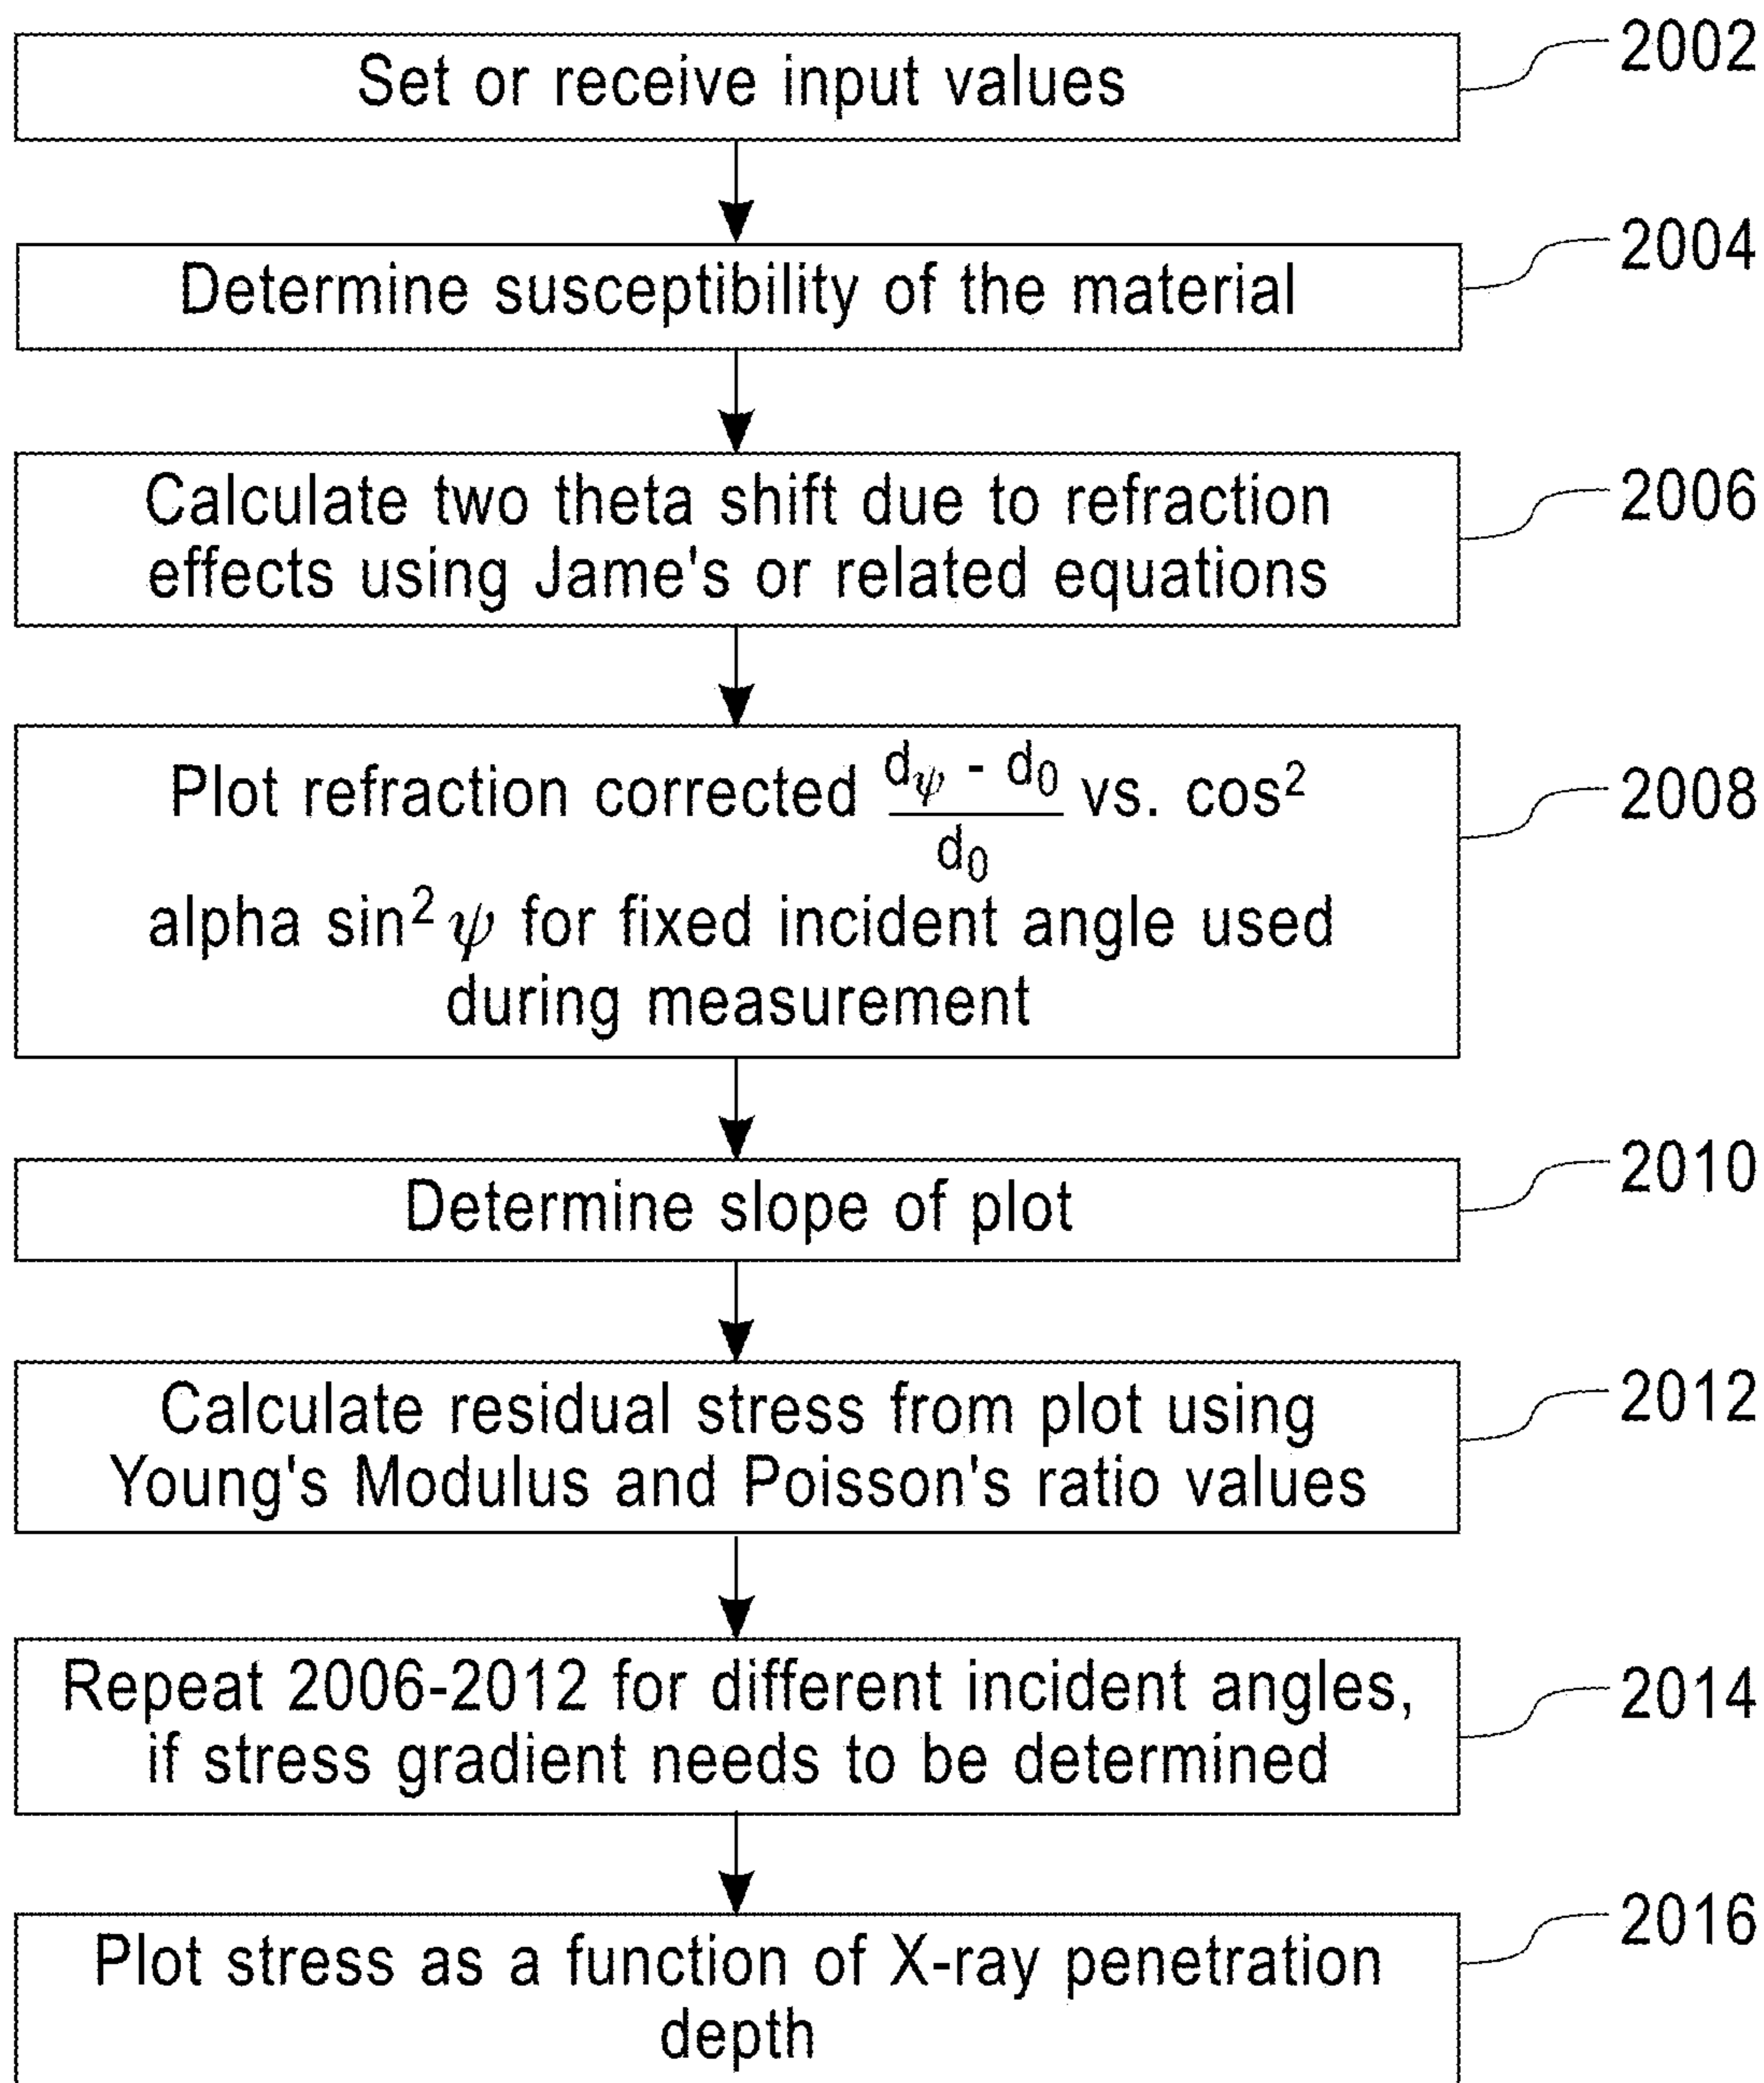 Set or receive input values
2002
Determine susceptibility of the material
2004
Calculate two theta shift due to refraction
effects using Jame's or related equations
2006
Plot refraction corrected (dψ - d0)/d0 vs. cos²
alpha sin² ψ for fixed incident angle used
during measurement
2008
Determine slope of plot
2010
Calculate residual stress from plot using
Young's Modulus and Poisson's ratio values
2012
Repeat 2006-2012 for different incident angles,
if stress gradient needs to be determined
2014
Plot stress as a function of X-ray penetration
depth
2016